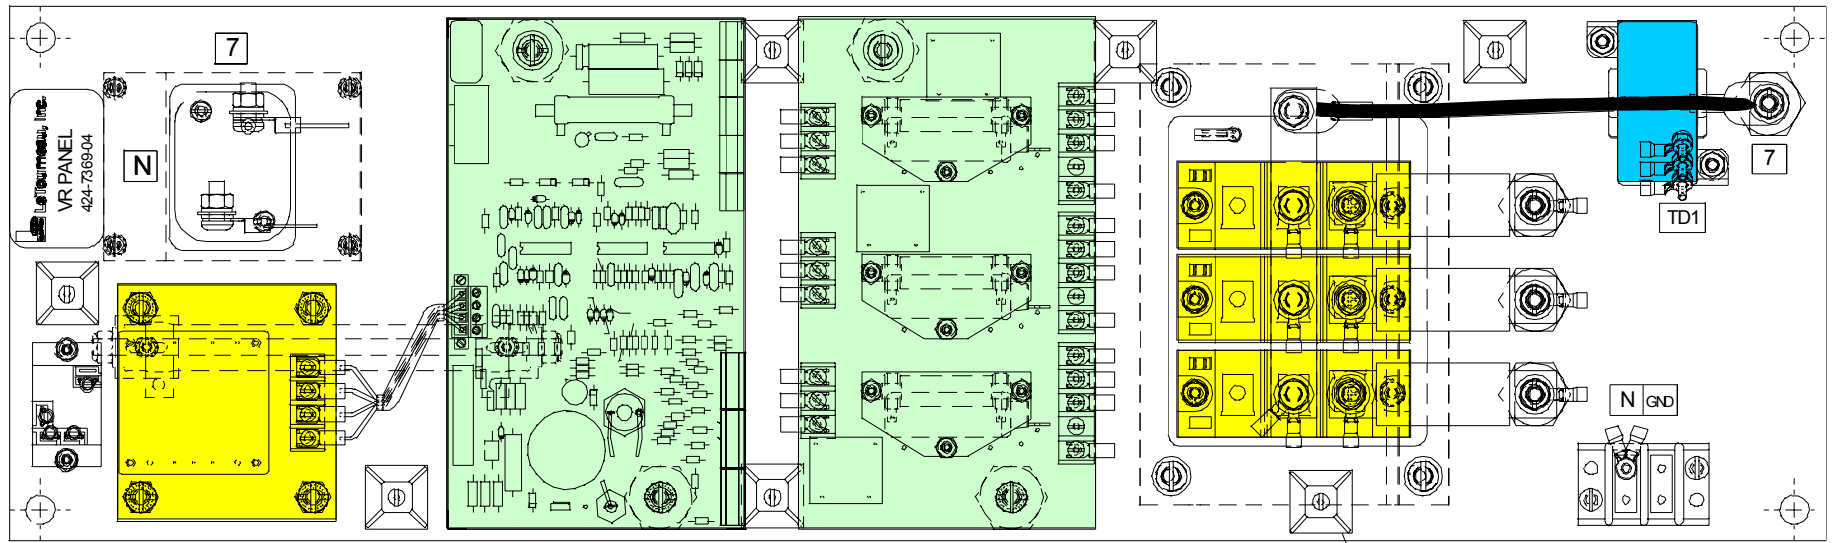 7
N
LeTourneau, Inc.
VR PANEL
424-7369-04
7
TD1
N GND